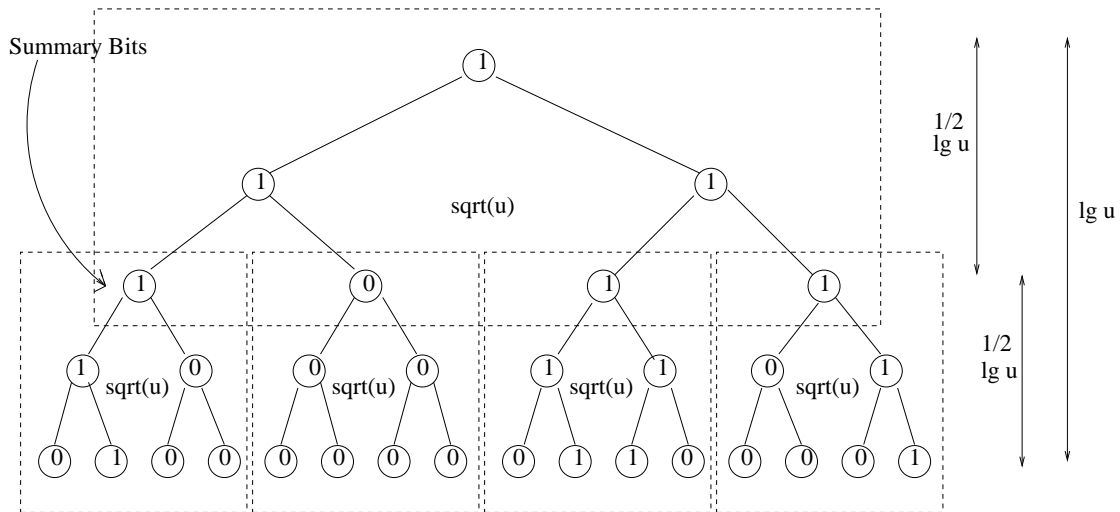 Summary Bits
1
1/2
lg u
1 1
sqrt(u)
lg u
1 0 1 1
1/2
lg u
1 0 0 0 1 1 0 1
sqrt(u) sqrt(u) sqrt(u) sqrt(u)
0 1 0 0 0 0 0 0 0 1 1 0 0 0 0 1